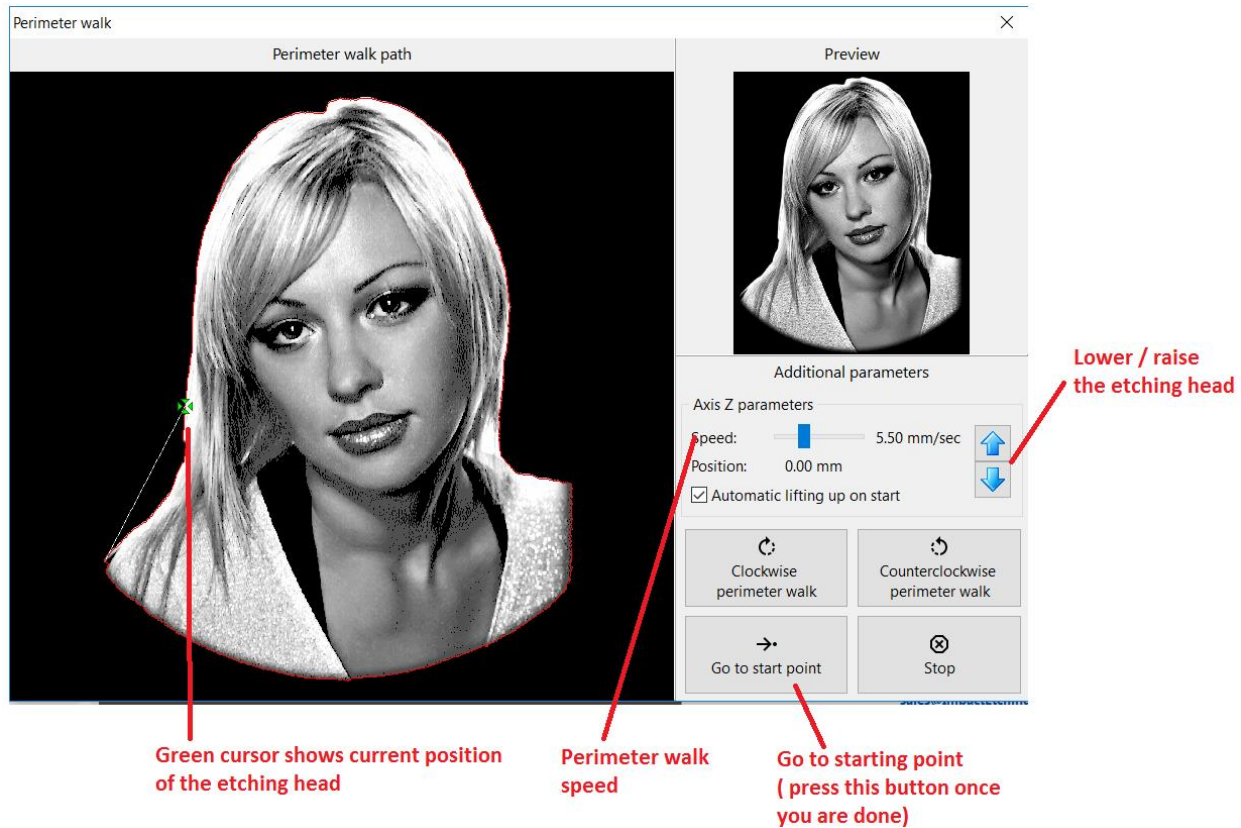 Perimeter walk
Perimeter walk path
Preview
Additional parameters
Axis Z parameters
Speed: 5.50 mm/sec
Position: 0.00 mm
Automatic lifting up on start
Clockwise
perimeter walk
Counterclockwise
perimeter walk
Go to start point
Stop
Lower / raise
the etching head
Green cursor shows current position
of the etching head
Perimeter walk
speed
Go to starting point
( press this button once
you are done)